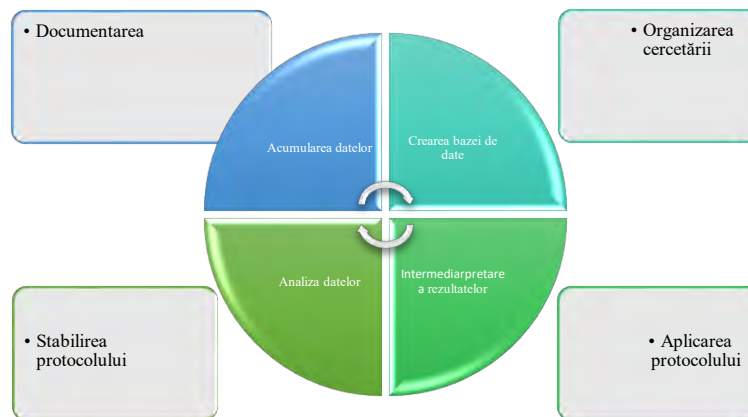 • Documentarea
• Organizarea
cercetării
Acumularea datelor
Crearea bazei de
date
Analiza datelor
Intermediarpretare
a rezultatelor
• Stabilirea
protocolului
• Aplicarea
protocolului